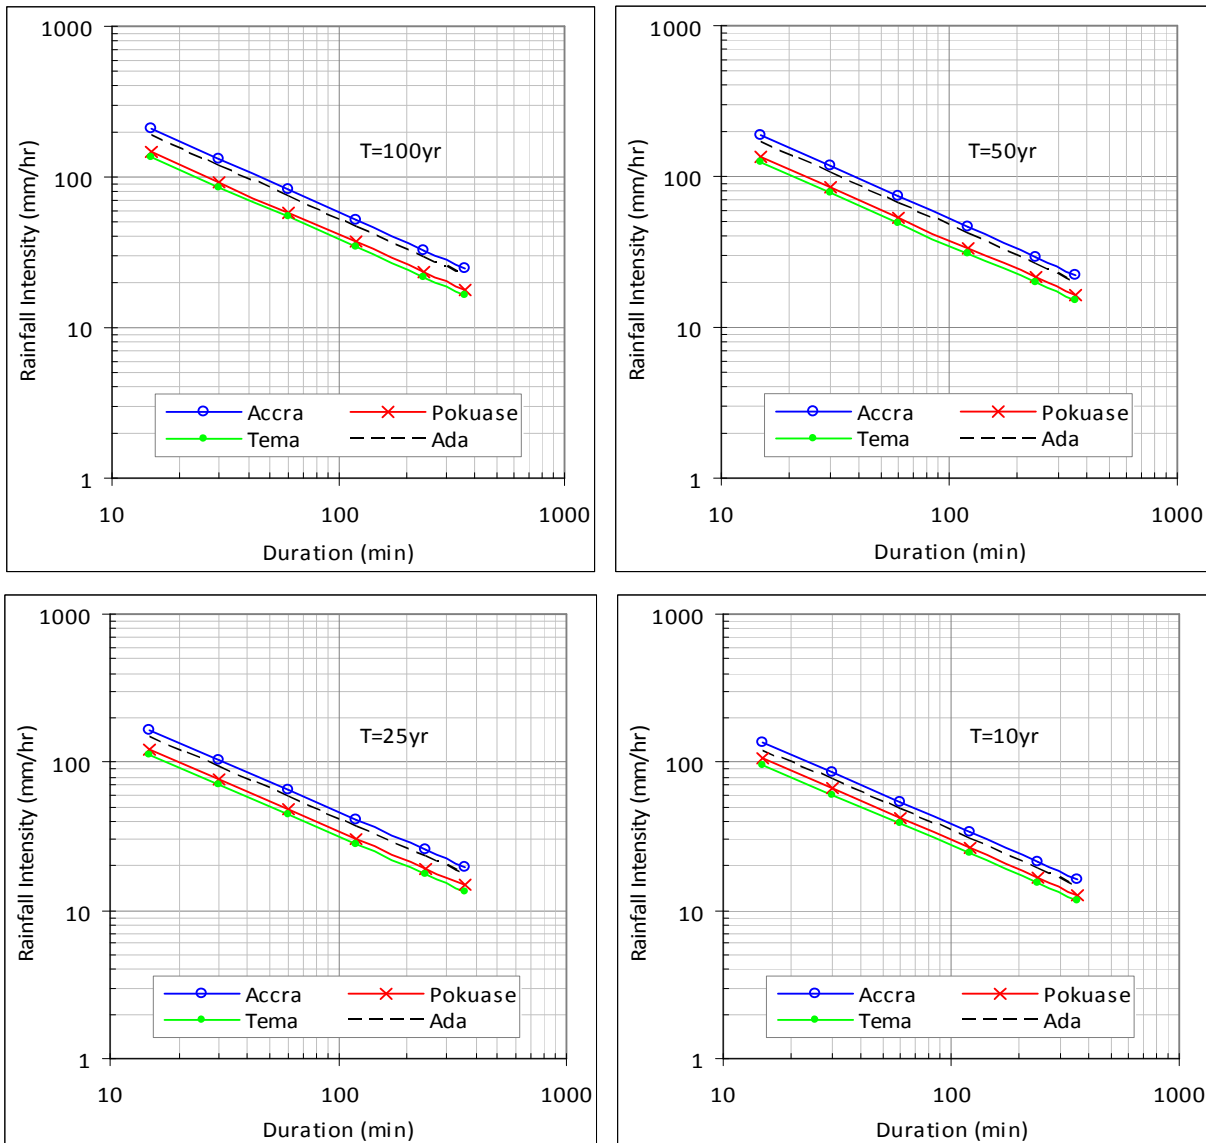 1000
100
10
1
Rainfall Intensity (mm/hr)
T=100yr
Accra
Pokuase
Tema
Ada
10
100
1000
Duration (min)
1000
100
10
1
Rainfall Intensity (mm/hr)
T=50yr
Accra
Pokuase
Tema
Ada
10
100
1000
Duration (min)
1000
100
10
1
Rainfall Intensity (mm/hr)
T=25yr
Accra
Pokuase
Tema
Ada
10
100
1000
Duration (min)
1000
100
10
1
Rainfall Intensity (mm/hr)
T=10yr
Accra
Pokuase
Tema
Ada
10
100
1000
Duration (min)